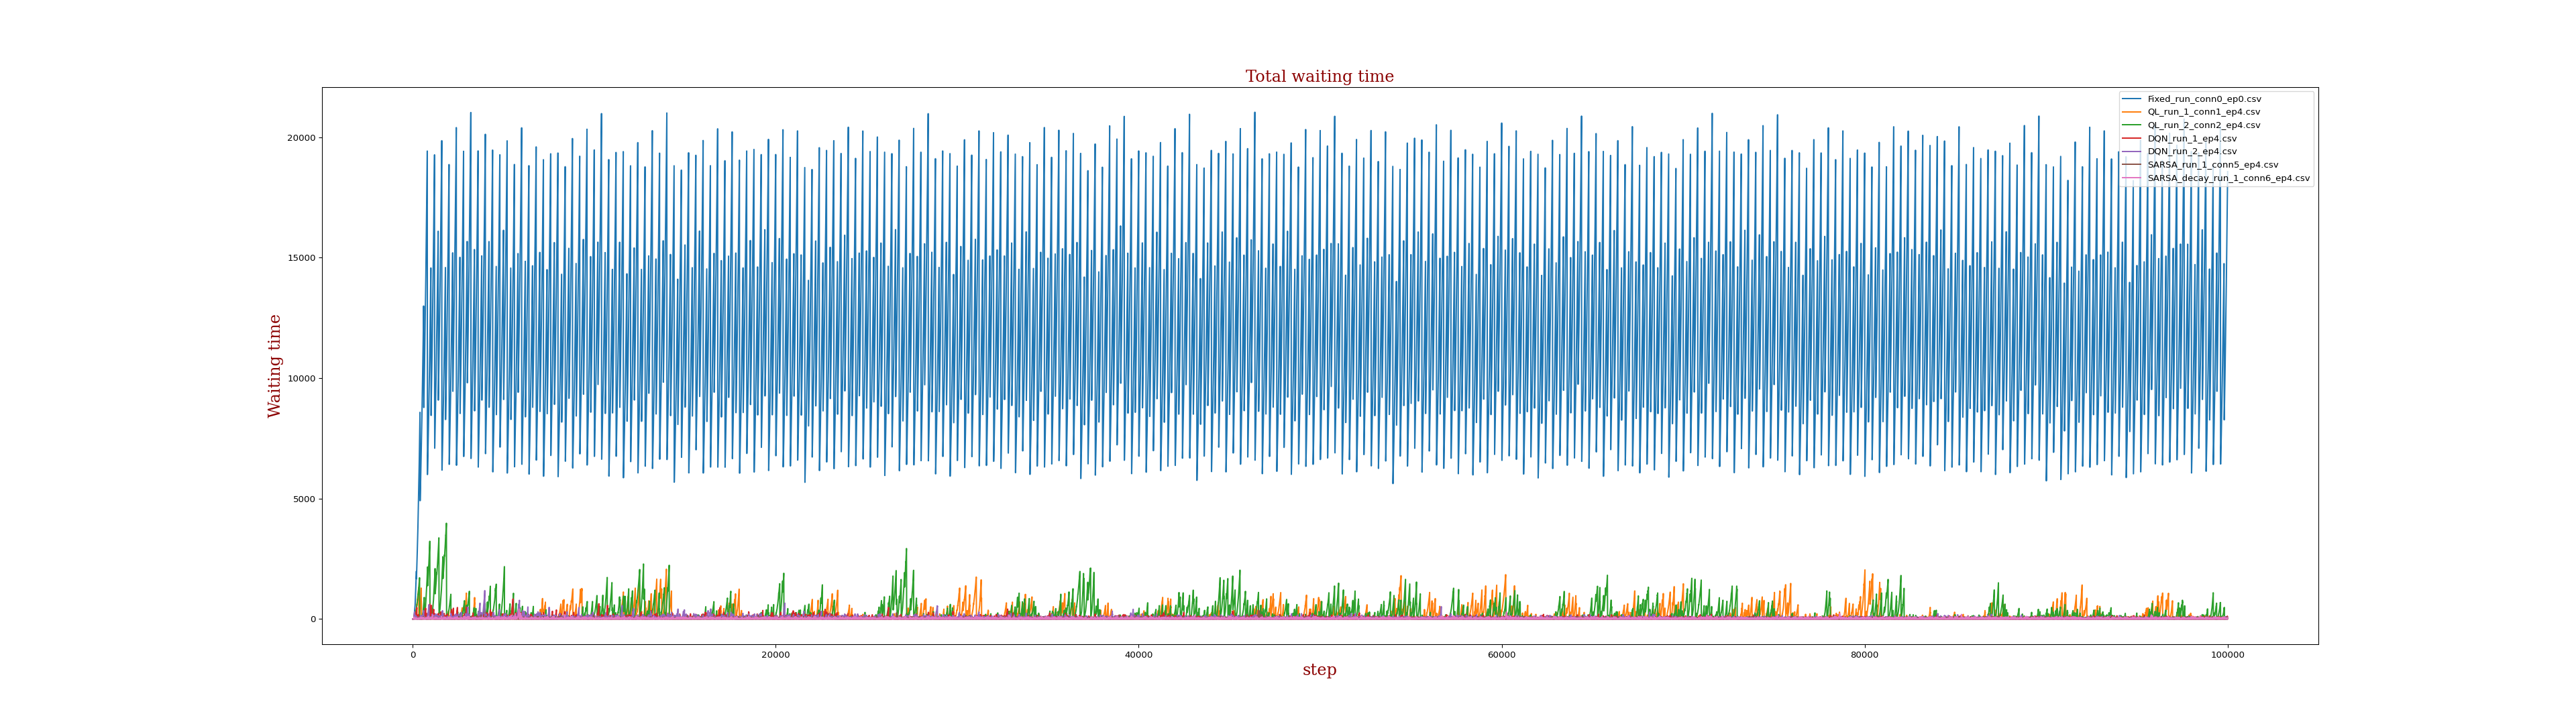 Total waiting time
Fixed_run_conn0_ep0.csv
QL_run_1_conn1_ep4.csv
QL_run_2_conn2_ep4.csv
DQN_run_1_ep4.csv
DQN_run_2_ep4.csv
SARSA_run_1_conn5_ep4.csv
SARSA_decay_run_1_conn6_ep4.csv
Waiting time
20000
15000
10000
5000
0
0 20000 40000 60000 80000 100000
step